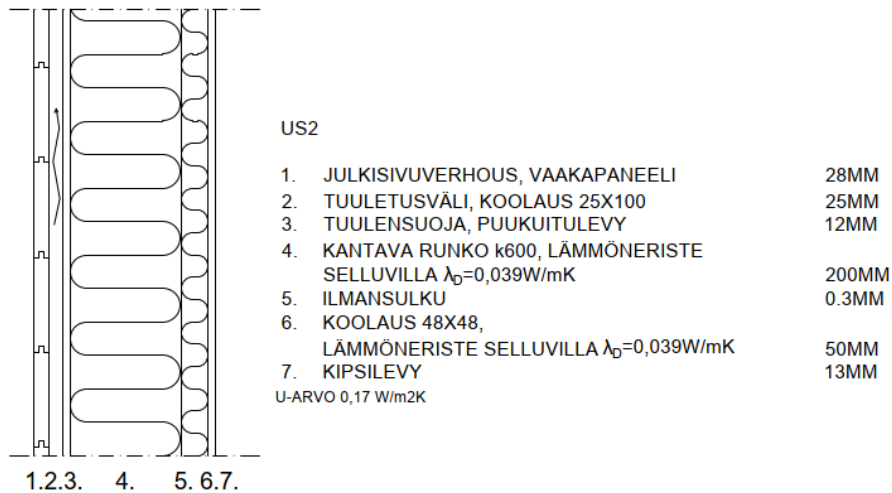 US2
1. JULKISIVUVERHOUS, VAAKAPANEELI 28MM
2. TUULETUSVÄLI, KOOLAUS 25X100 25MM
3. TUULENSUOJA, PUUKUITULEVY 12MM
4. KANTAVA RUNKO k600, LÄMMÖNERISTE
SELLUVILLA λD=0,039W/mK 200MM
5. ILMANSULKU 0.3MM
6. KOOLAUS 48X48,
LÄMMÖNERISTE SELLUVILLA λD=0,039W/mK 50MM
7. KIPSILEVY 13MM
U-ARVO 0,17 W/m2K
1.2.3. 4. 5. 6.7.